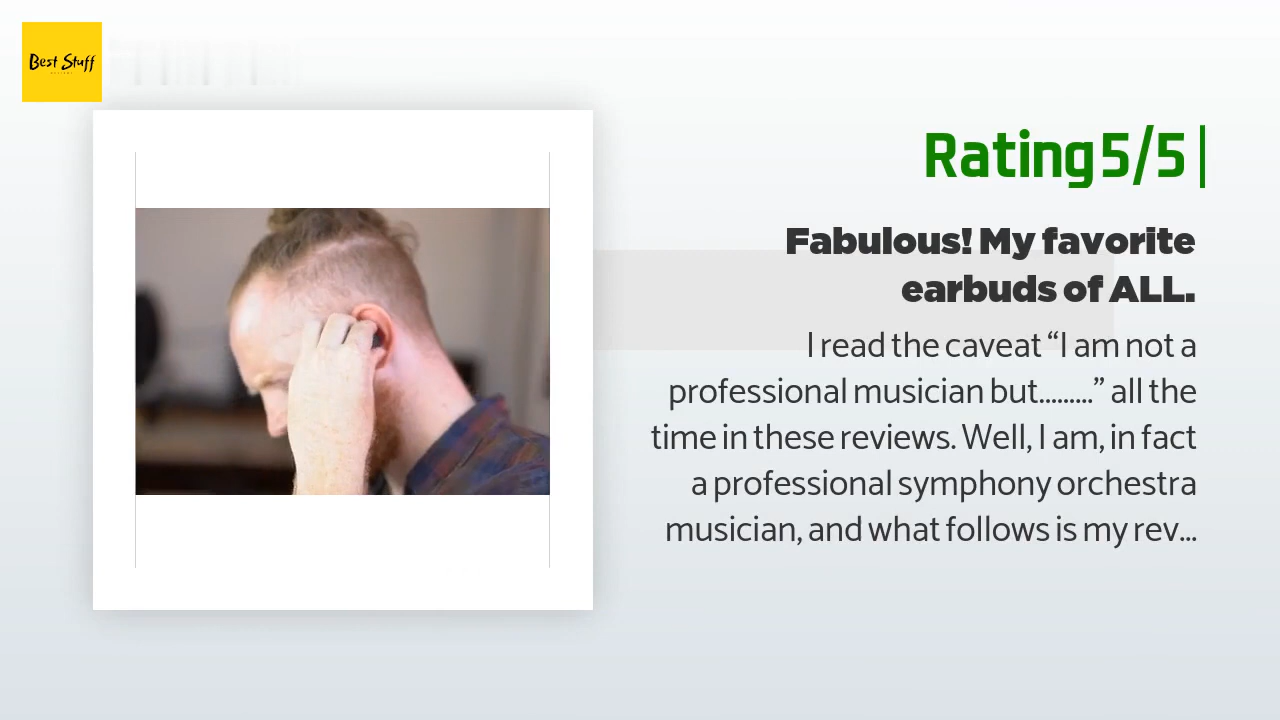 Best Stuff
Rating 5/5 |
Fabulous! My favorite
earbuds of ALL.
I read the caveat “I am not a
professional musician but.........” all the
time in these reviews. Well, I am, in fact
a professional symphony orchestra
musician, and what follows is my rev...